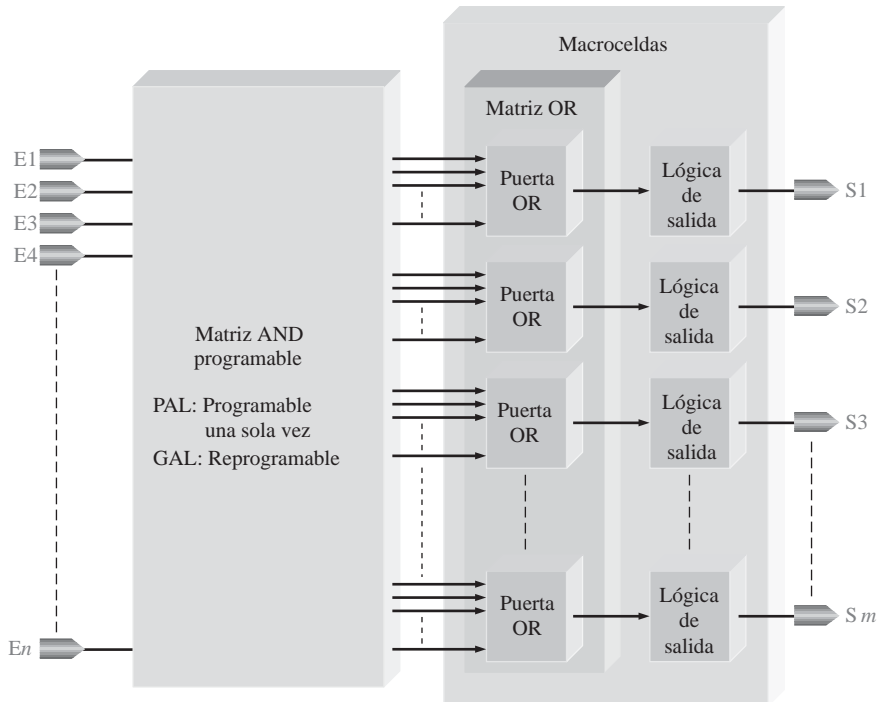 Macroceldas
Matriz OR
E1
E2
E3
E4
En
Matriz AND
programable
PAL: Programable
una sola vez
GAL: Reprogramable
Puerta
OR
Lógica
de
salida
S1
Puerta
OR
Lógica
de
salida
S2
Puerta
OR
Lógica
de
salida
S3
Puerta
OR
Lógica
de
salida
Sm